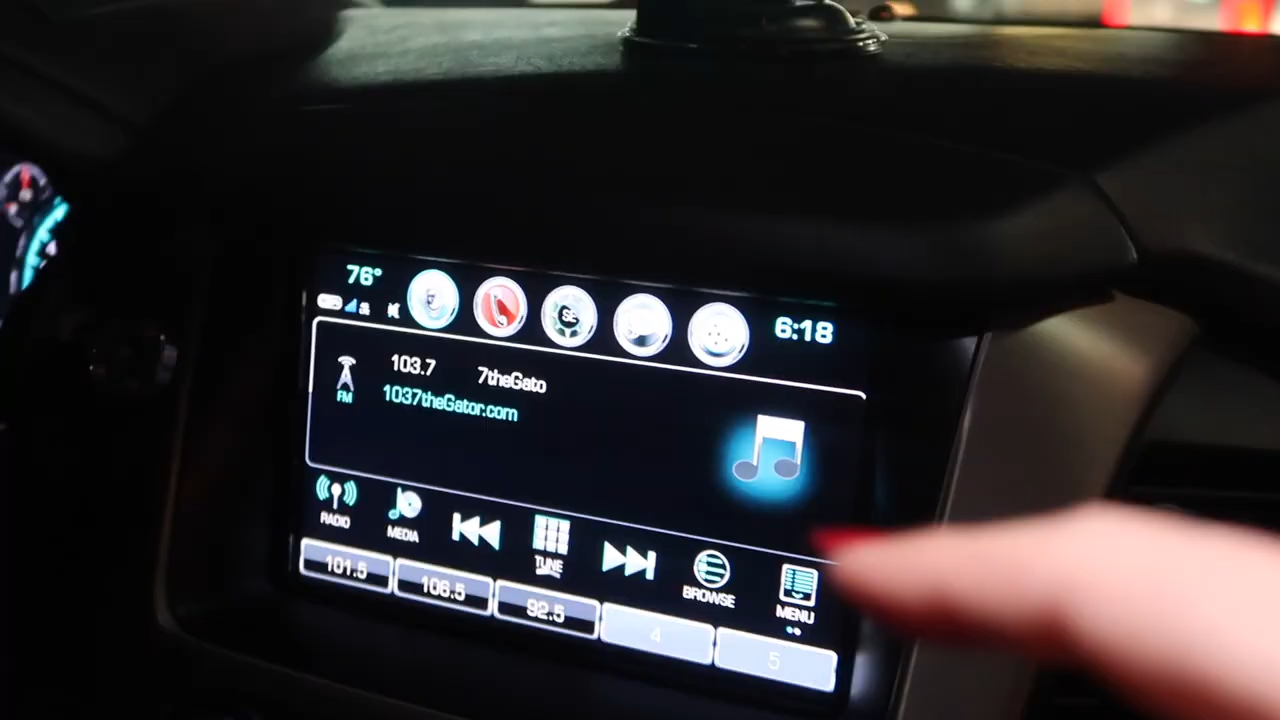 76°
6:18
103.7 7theGato
1037theGator.com
FM
RADIO
MEDIA
TUNE
BROWSE
MENU
101.5
106.5
92.5
4
5